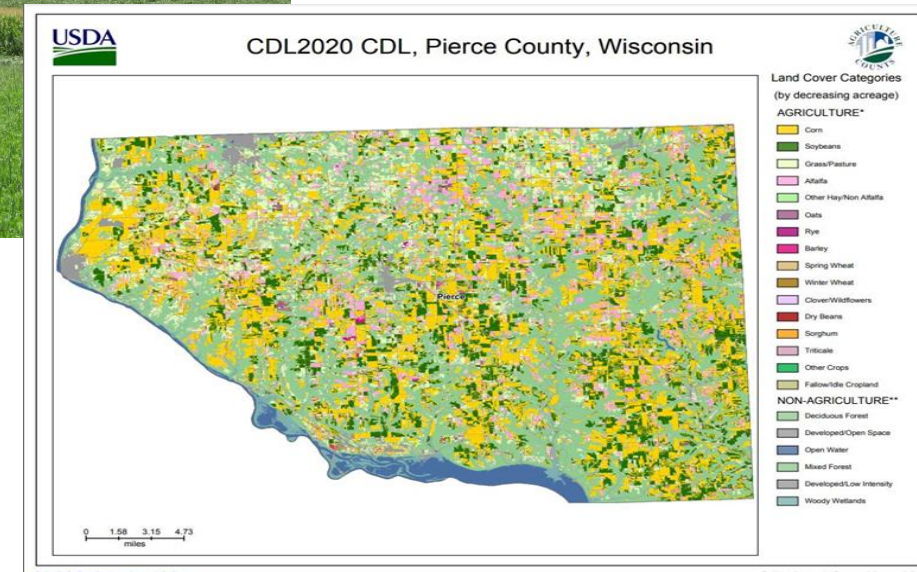 USDA
CDL2020 CDL, Pierce County, Wisconsin
AGRICULTURE
COUNTS
Land Cover Categories
(by decreasing acreage)
AGRICULTURE*
Corn
Soybeans
Grass/Pasture
Alfalfa
Other Hay/Non Alfalfa
Oats
Rye
Barley
Spring Wheat
Winter Wheat
Clover/Wildflowers
Dry Beans
Sorghum
Triticale
Other Crops
Fallow/Idle Cropland
NON-AGRICULTURE**
Deciduous Forest
Developed/Open Space
Open Water
Mixed Forest
Developed/Low Intensity
Woody Wetlands
Pierce
0 1.58 3.15 4.73
miles